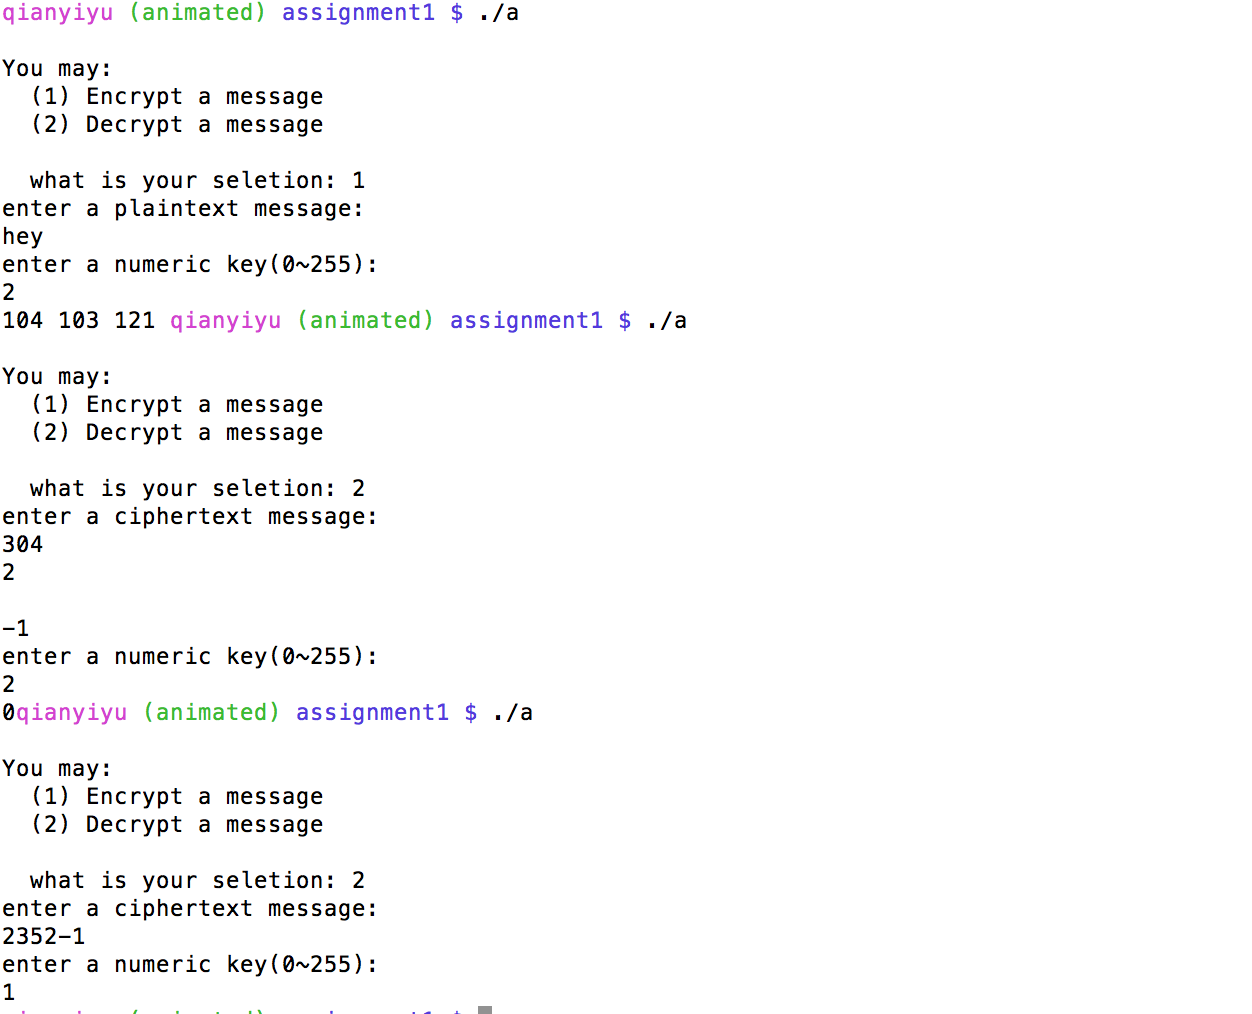 qianyiyu (animated) assignment1 $ ./a
You may:
(1) Encrypt a message
(2) Decrypt a message
what is your seletion: 1
enter a plaintext message:
hey
enter a numeric key(0~255):
2
104 103 121 qianyiyu (animated) assignment1 $ ./a
You may:
(1) Encrypt a message
(2) Decrypt a message
what is your seletion: 2
enter a ciphertext message:
304
2
-1
enter a numeric key(0~255):
2
0qianyiyu (animated) assignment1 $ ./a
You may:
(1) Encrypt a message
(2) Decrypt a message
what is your seletion: 2
enter a ciphertext message:
2352-1
enter a numeric key(0~255):
1